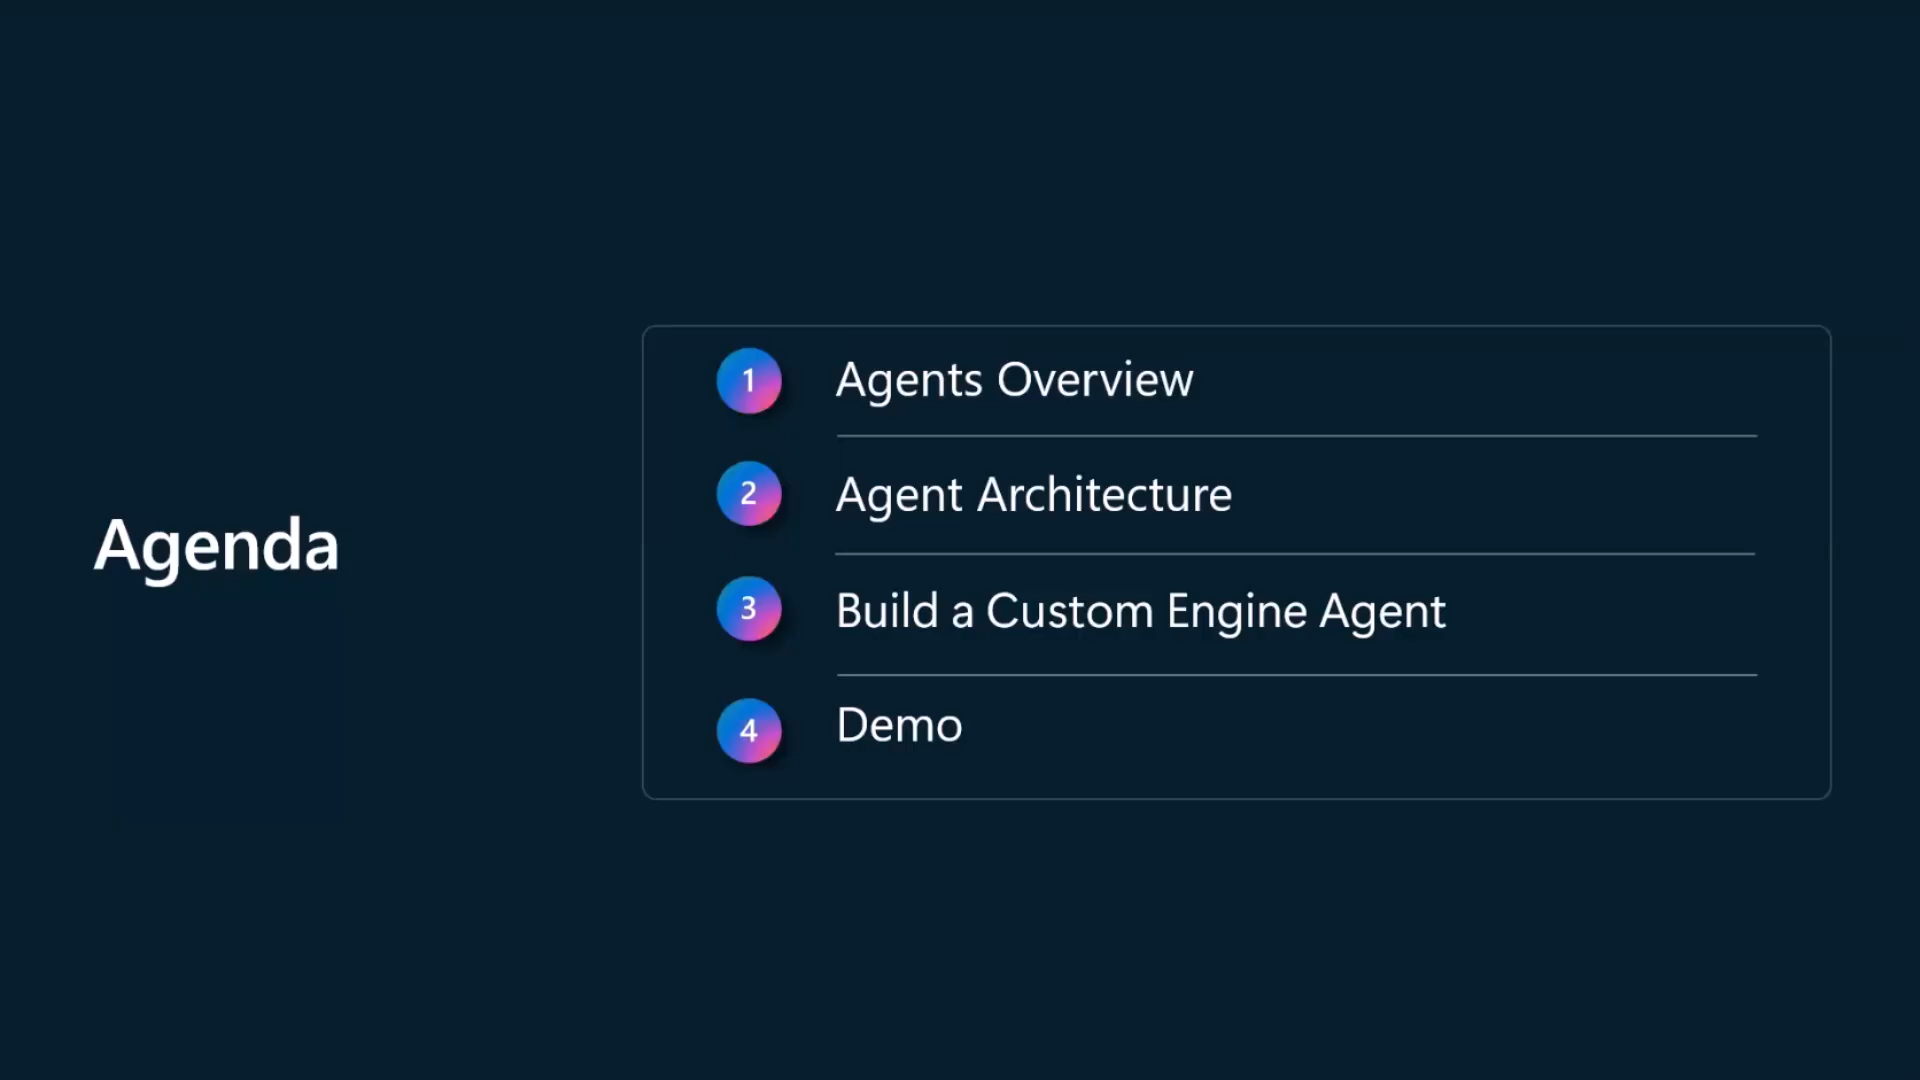 Agenda
1 Agents Overview
2 Agent Architecture
3 Build a Custom Engine Agent
4 Demo